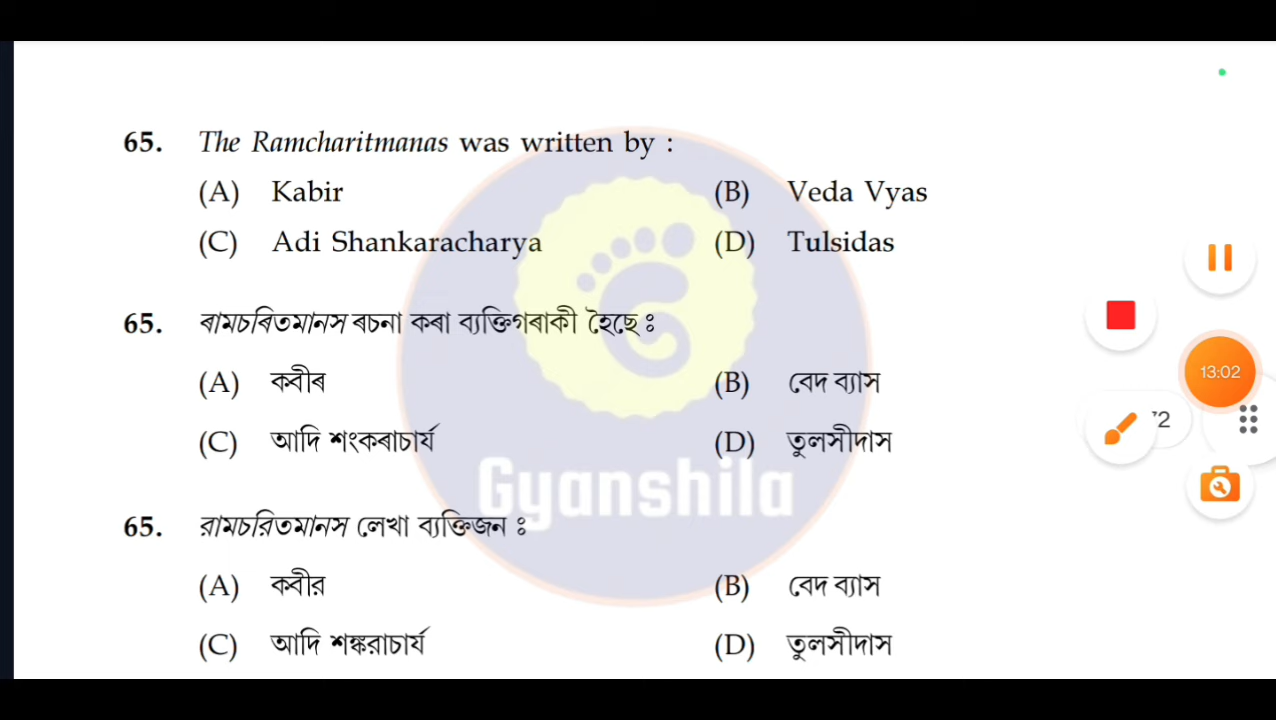 65. The Ramcharitmanas was written by :
(A) Kabir (B) Veda Vyas
(C) Adi Shankaracharya (D) Tulsidas
65. ৰামচৰিতমানস ৰচনা কৰা ব্যক্তিগৰাকী হৈছে ঃ
(A) কবীৰ (B) বেদ ব্যাস
(C) আদি শংকৰাচাৰ্য (D) তুলসীদাস
Gyanshila
65. রামচরিতমানস লেখা ব্যক্তিজন ঃ
(A) কবীর (B) বেদ ব্যাস
(C) আদি শঙ্করাচার্য (D) তুলসীদাস
13:02
72